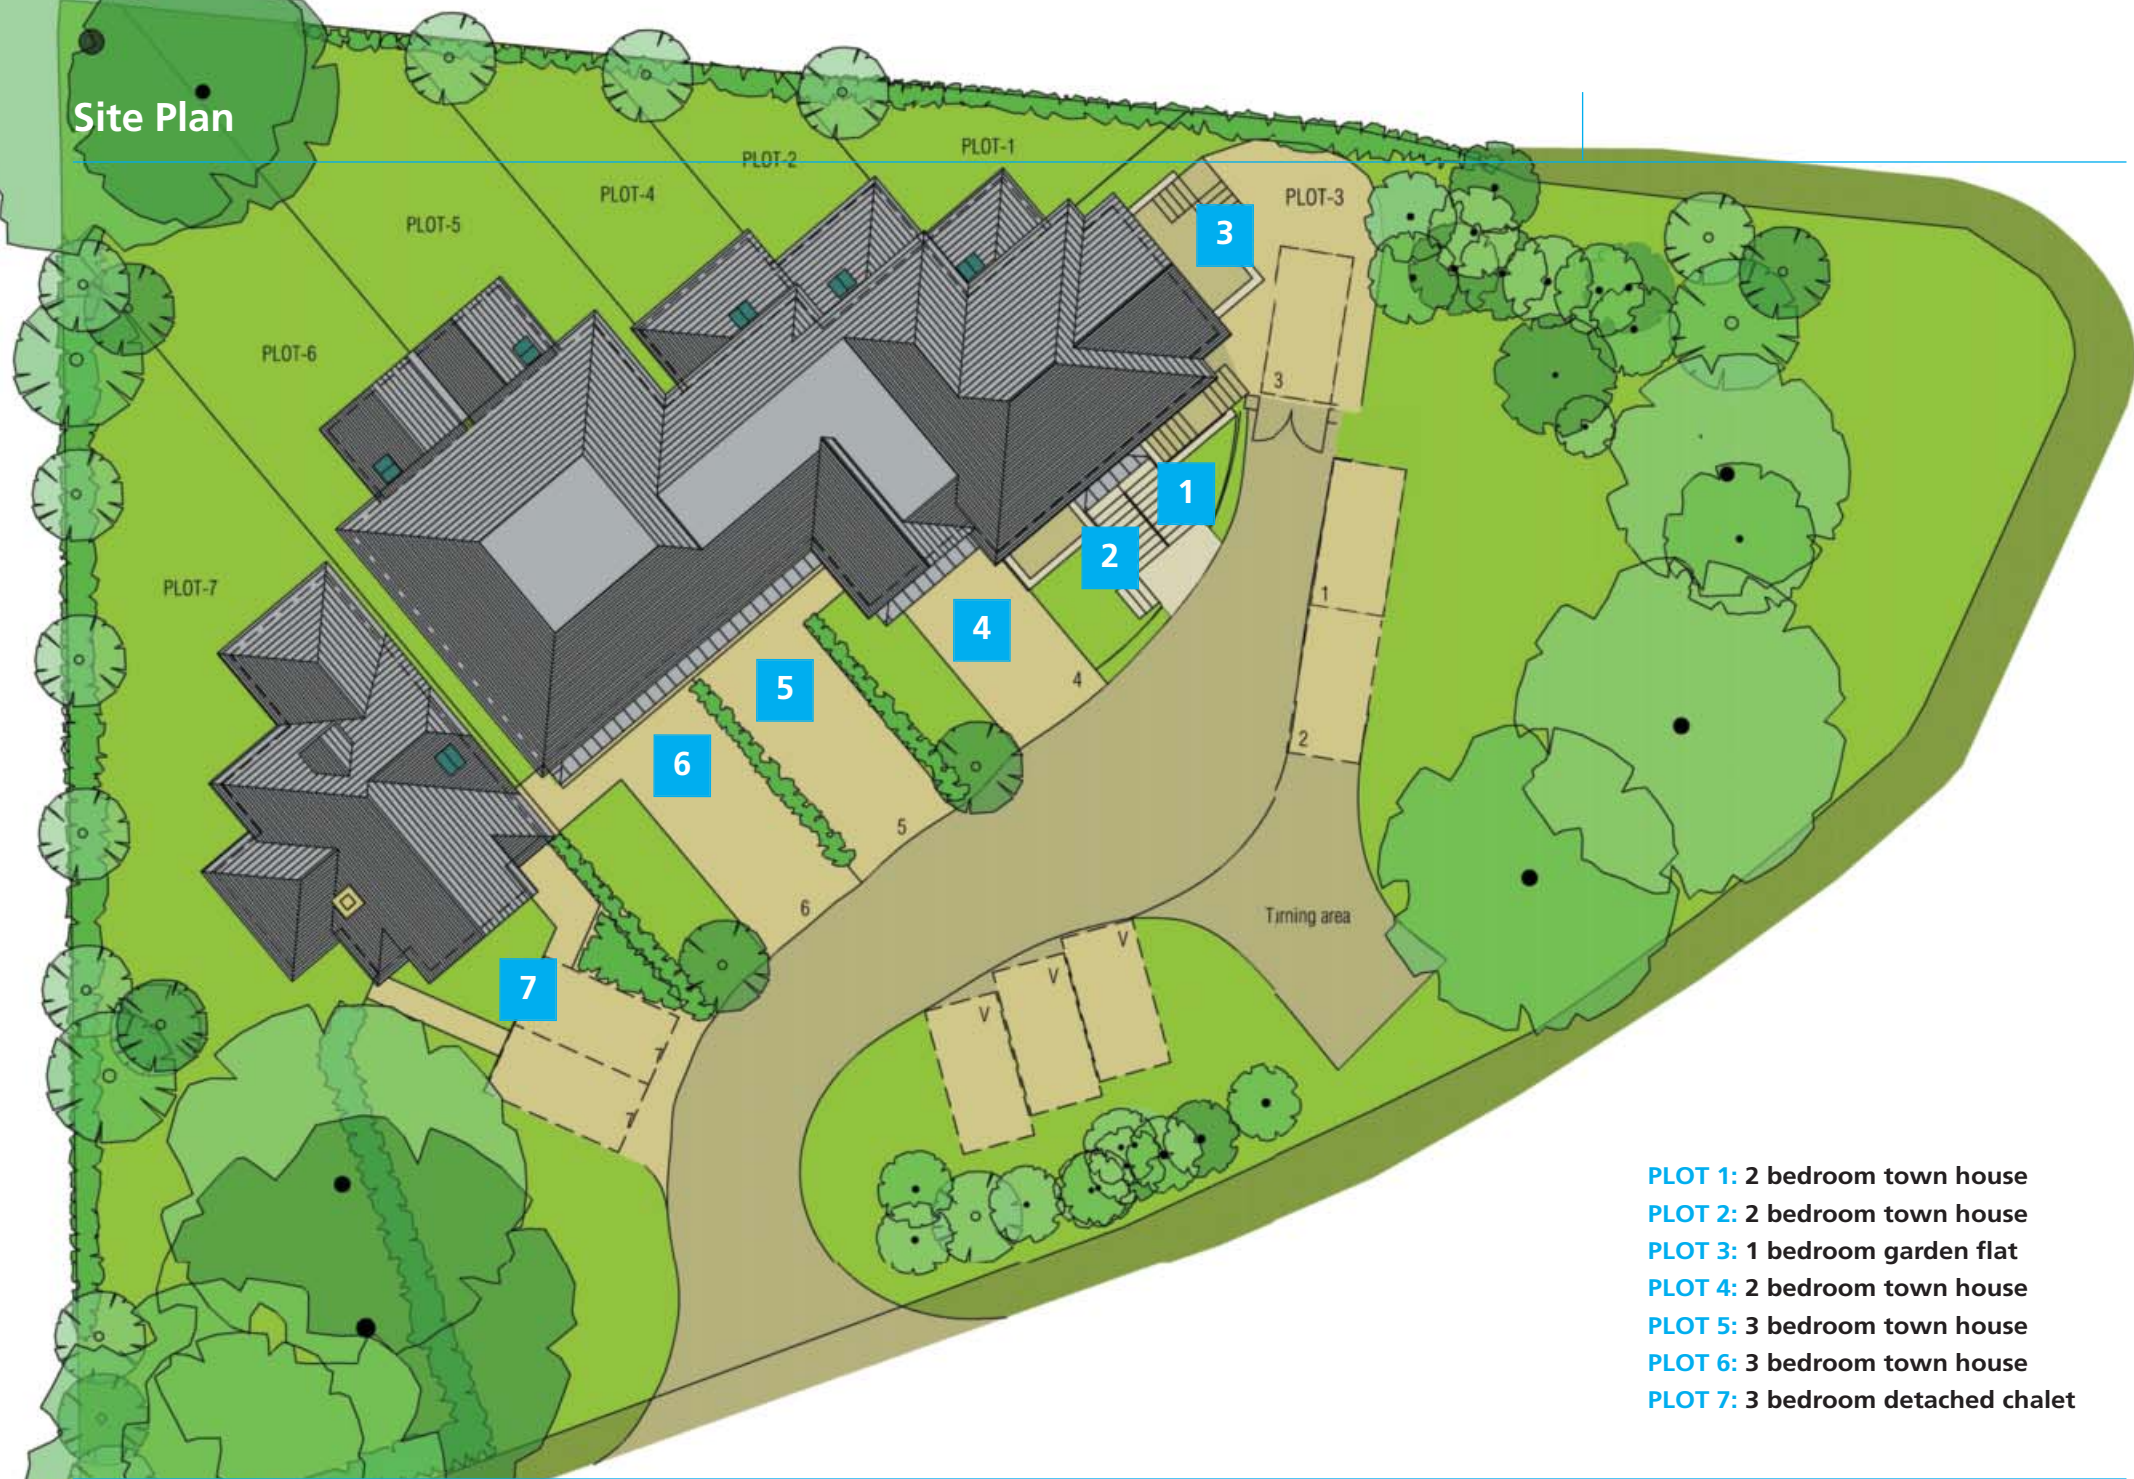 Site Plan
PLOT-1
PLOT-2
PLOT-3
PLOT-4
PLOT-5
PLOT-6
PLOT-7
3
3
1
2
1
4
4
2
5
5
6
6
7
7
7
V
V
V
Tirning area
PLOT 1: 2 bedroom town house
PLOT 2: 2 bedroom town house
PLOT 3: 1 bedroom garden flat
PLOT 4: 2 bedroom town house
PLOT 5: 3 bedroom town house
PLOT 6: 3 bedroom town house
PLOT 7: 3 bedroom detached chalet